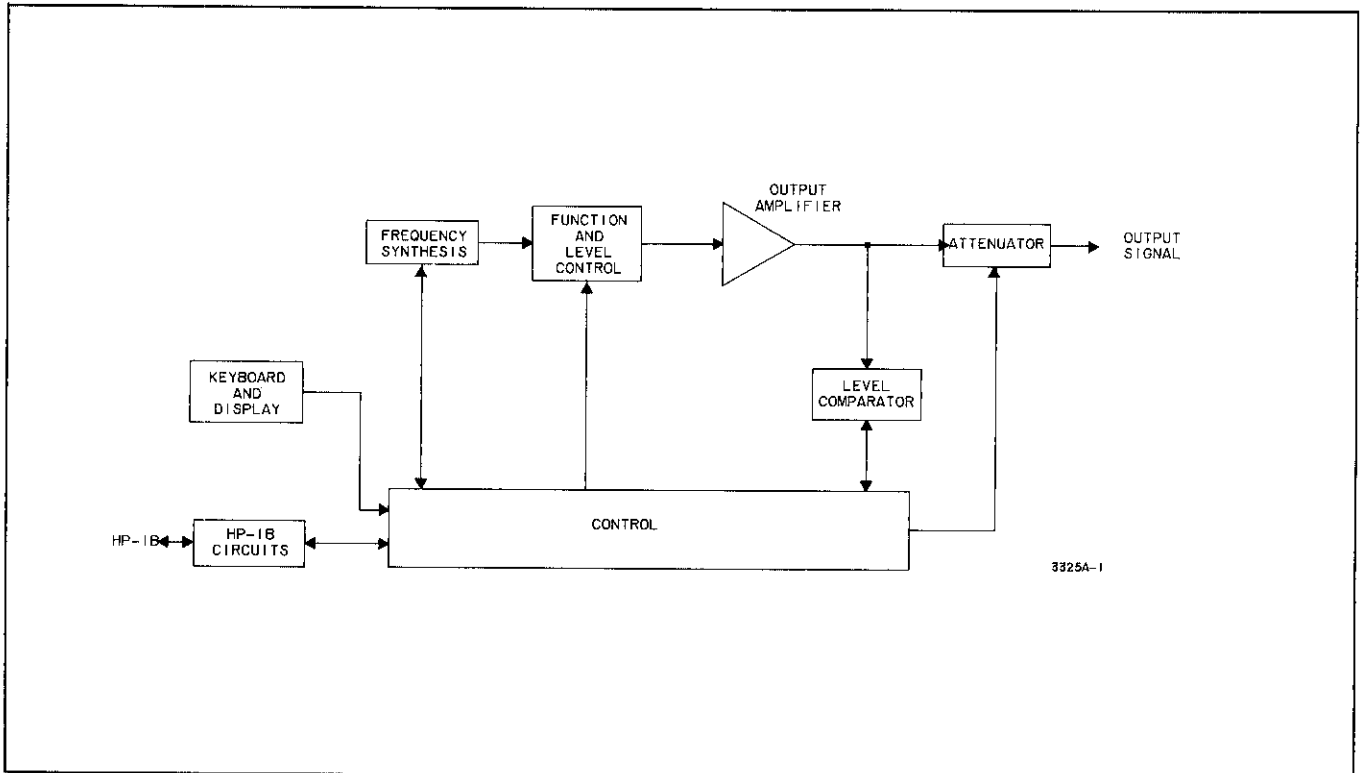 OUTPUT
AMPLIFIER
FREQUENCY
SYNTHESIS
FUNCTION
AND
LEVEL
CONTROL
ATTENUATOR
OUTPUT
SIGNAL
KEYBOARD
AND
DISPLAY
LEVEL
COMPARATOR
HP-IB
HP-IB
CIRCUITS
CONTROL
3325A-1